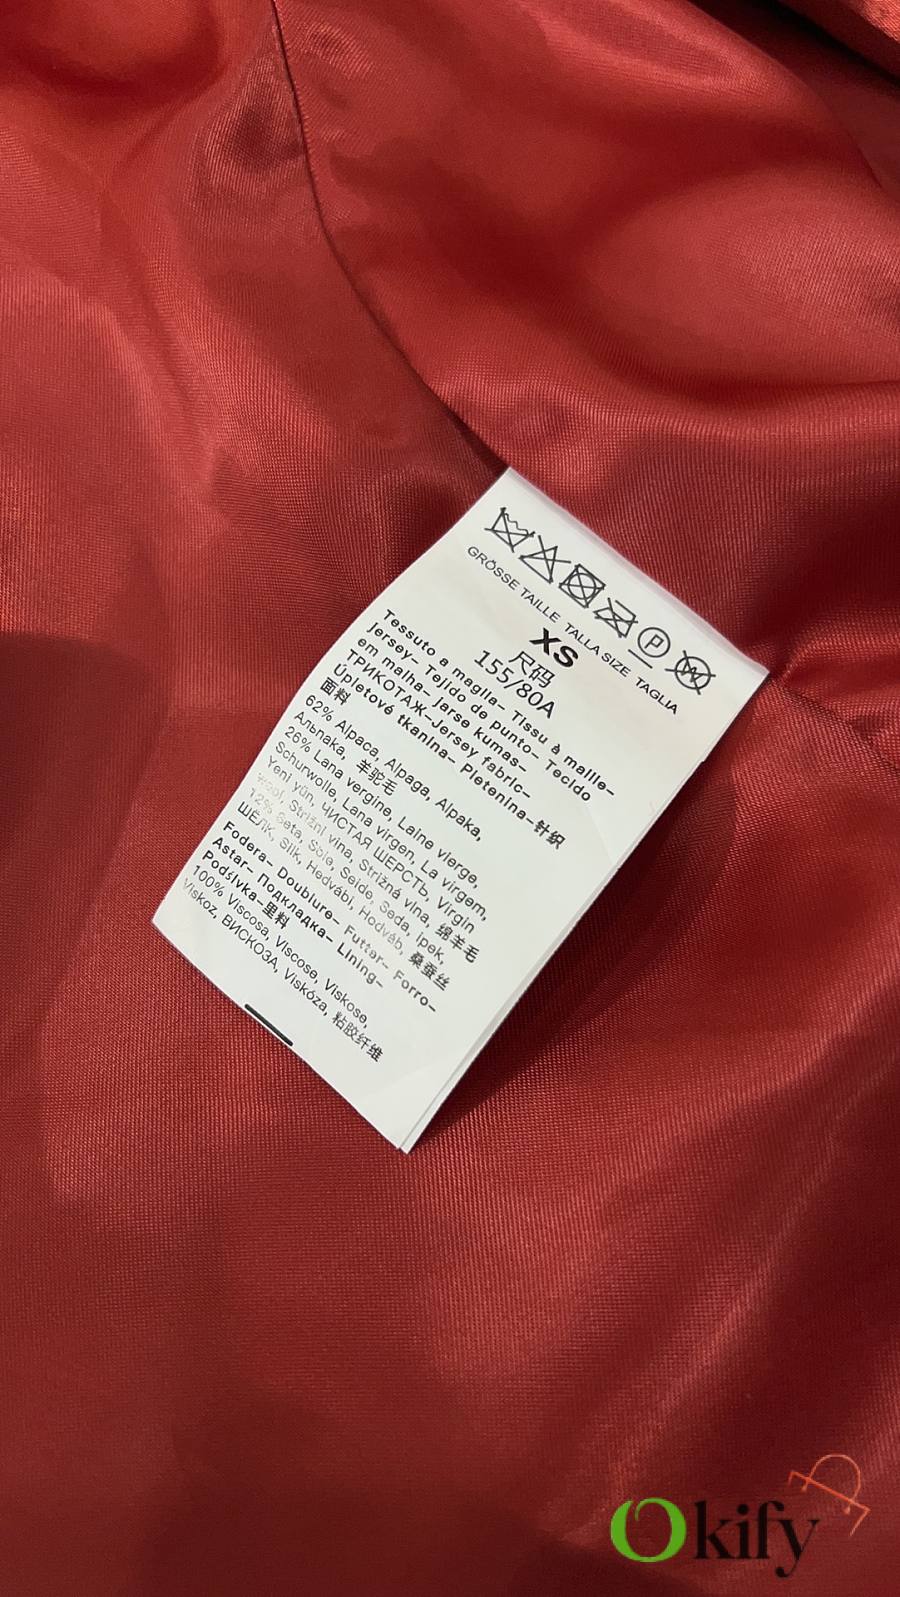 GRÖSSE TAILLE TALLA SIZE TAGLIA
XS
尺码
155/80A
Tessuto a maglia– Tissu à maille–
Jersey– Tejido de punto– Tecido
em malha– Jarse kumas–
ТРИКОТАЖ–Jersey fabric–
Úpletové tkanina– Pletenina–针织
面料
62% Alpaca, Alpaga, Alpaka,
Альпака, 羊驼毛
26% Lana vergine, Laine vierge,
Schurwolle, Lana virgen, La virgem,
Yeni yün, ЧИСТАЯ ШЕРСТЬ, Virgin
wool, Střižní vlna, Strižná vlna, 绵羊毛
12% Seta, Soie, Seide, Seda, ipek,
ШЁЛК, Silk, Hedvábí, Hodváb, 桑蚕丝
Fodera– Doublure– Futter– Forro–
Astar– Подкладка– Lining–
Podšívka–里料
100% Viscosa, Viscose, Viskose,
Viskoz, ВИСКОЗА, Viskóza, 粘胶纤维
Okify